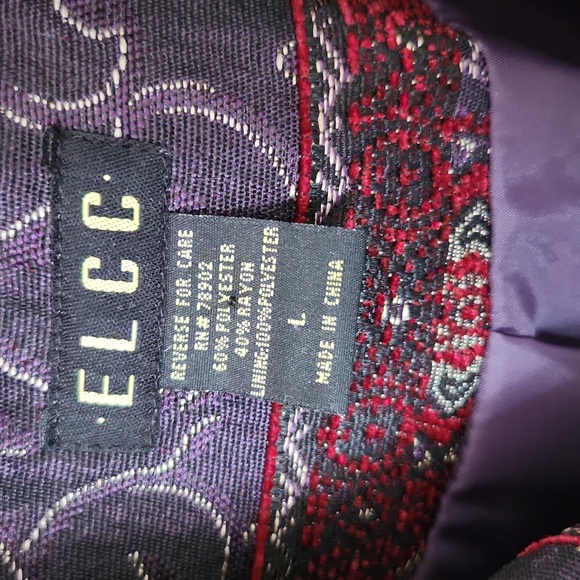 · ELCC ·
REVERSE FOR CARE
RN# 78902
60% POLYESTER
40% RAYON
LINING:100%POLYESTER
L
MADE IN CHINA